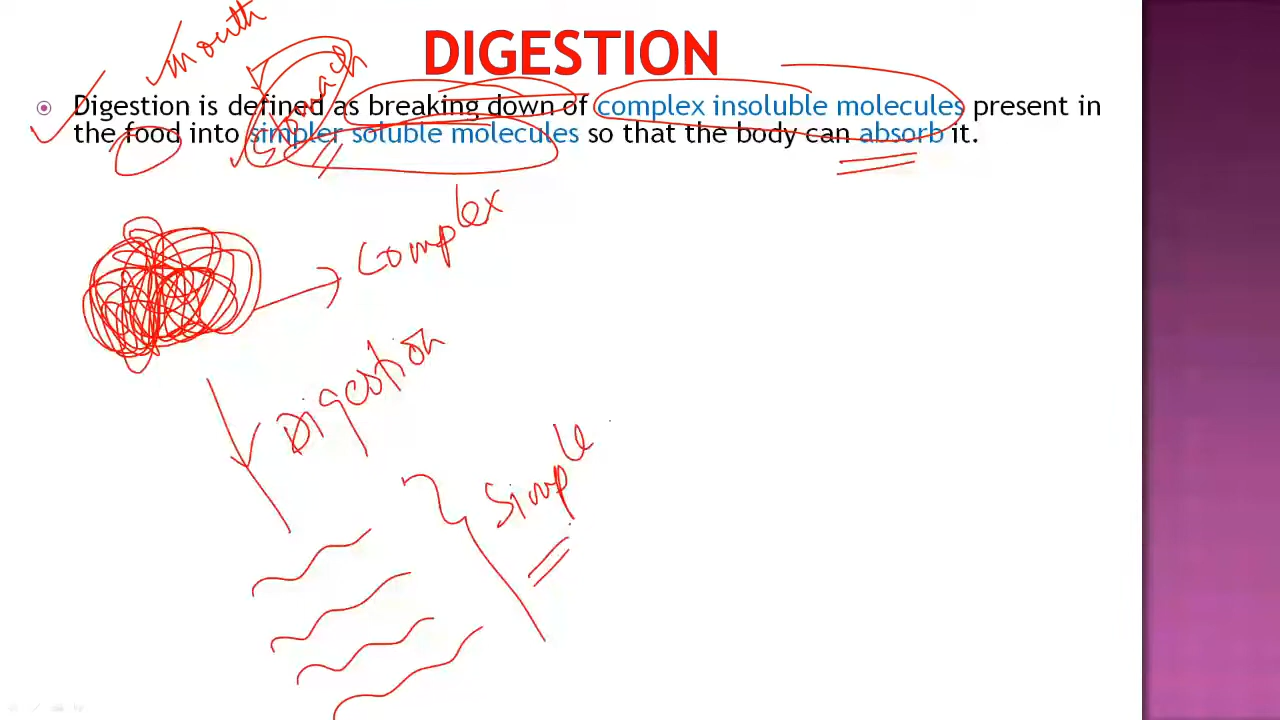 DIGESTION
mouth
stomach
Digestion is defined as breaking down of complex insoluble molecules present in
the food into simpler soluble molecules so that the body can absorb it.
Complex
Digestion
Simple